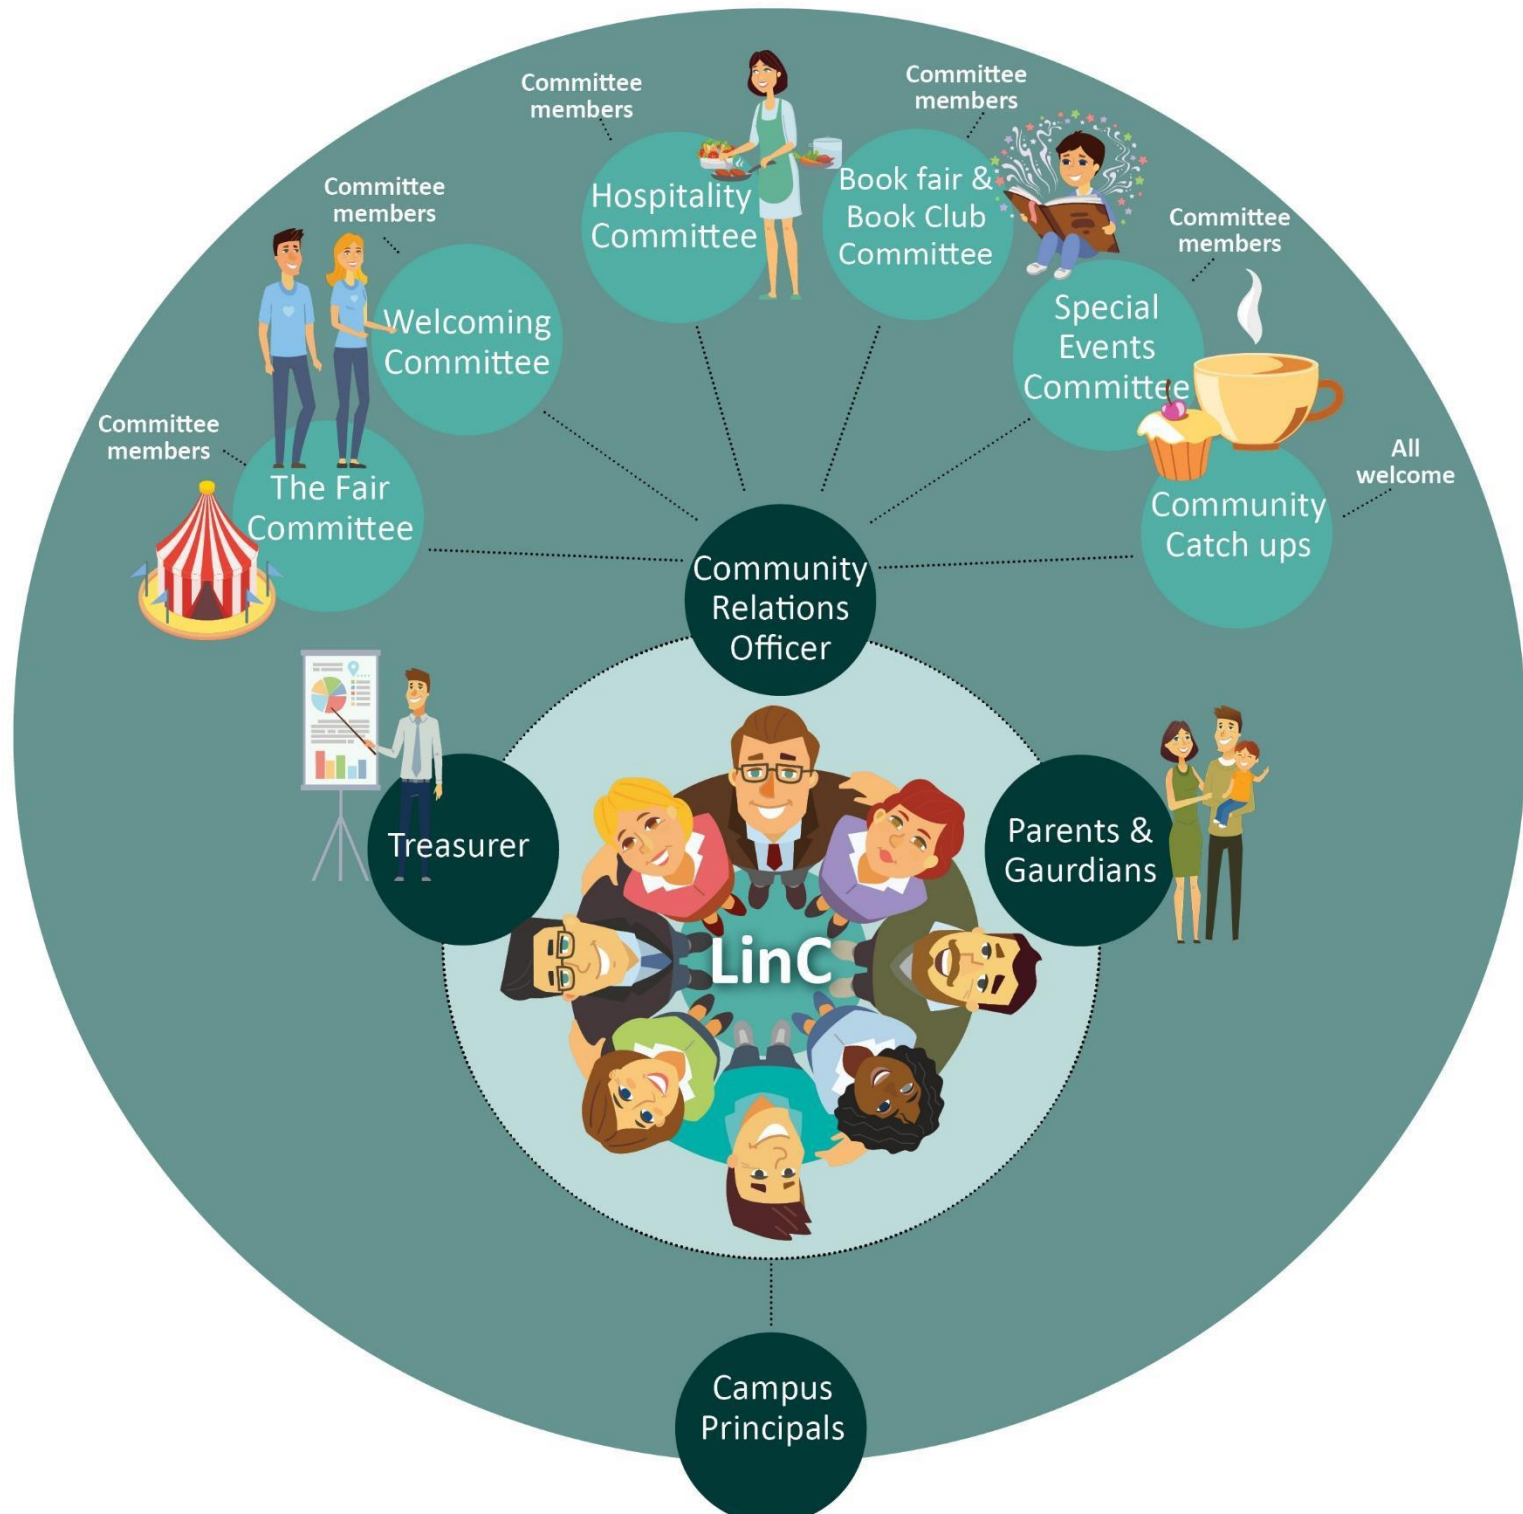 Committee
members
Hospitality
Committee
Committee
members
Book fair &
Book Club
Committee
Committee
members
Welcoming
Committee
Committee
members
Special
Events
Committee
Committee
members
The Fair
Committee
All
welcome
Community
Catch ups
Community
Relations
Officer
Treasurer
Parents &
Gaurdians
LinC
Campus
Principals